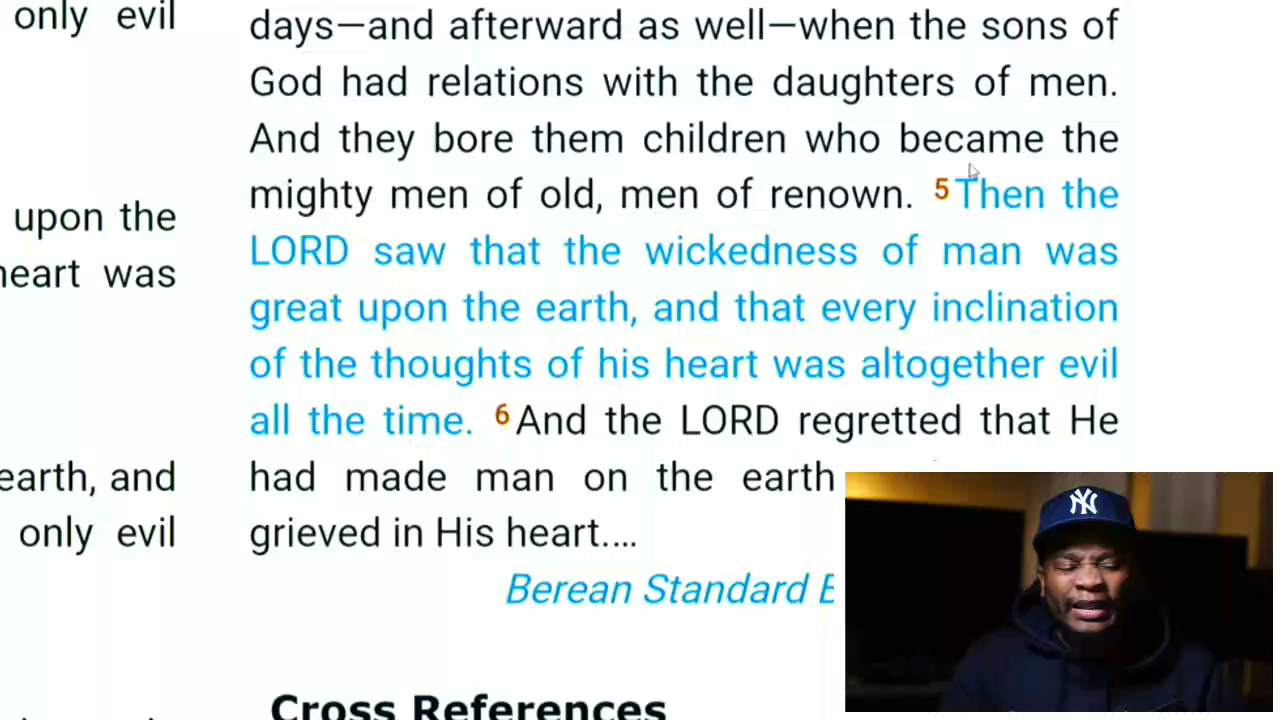 only evil
upon the
heart was
earth, and
only evil
days—and afterward as well—when the sons of
God had relations with the daughters of men.
And they bore them children who became the
mighty men of old, men of renown. 5 Then the
LORD saw that the wickedness of man was
great upon the earth, and that every inclination
of the thoughts of his heart was altogether evil
all the time. 6 And the LORD regretted that He
had made man on the earth
grieved in His heart.…
Berean Standard B
Cross References
NY